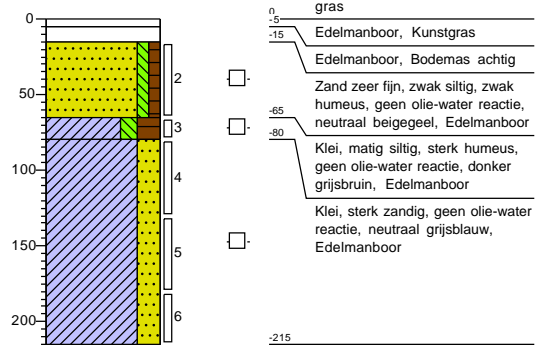 0
50
100
150
200
2
3
4
5
6
0
gras
-5
Edelmanboor, Kunstgras
-15
Edelmanboor, Bodemas achtig
Zand zeer fijn, zwak siltig, zwak
humeus, geen olie-water reactie,
neutraal beigegeel, Edelmanboor
-65
-80
Klei, matig siltig, sterk humeus,
geen olie-water reactie, donker
grijsbruin, Edelmanboor
Klei, sterk zandig, geen olie-water
reactie, neutraal grijsblauw,
Edelmanboor
-215